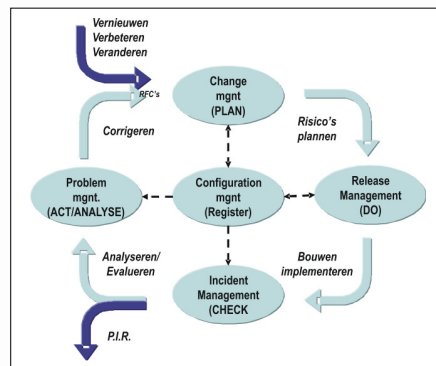 Vernieuwen
Verbeteren
Veranderen
RFC's
Change
mgnt
(PLAN)
Corrigeren
Risico's
plannen
Problem
mgnt.
(ACT/ANALYSE)
Configuration
mgnt
(Register)
Release
Management
(DO)
Analyseren/
Evalueren
Bouwen
implementeren
Incident
Management
(CHECK
P.I.R.